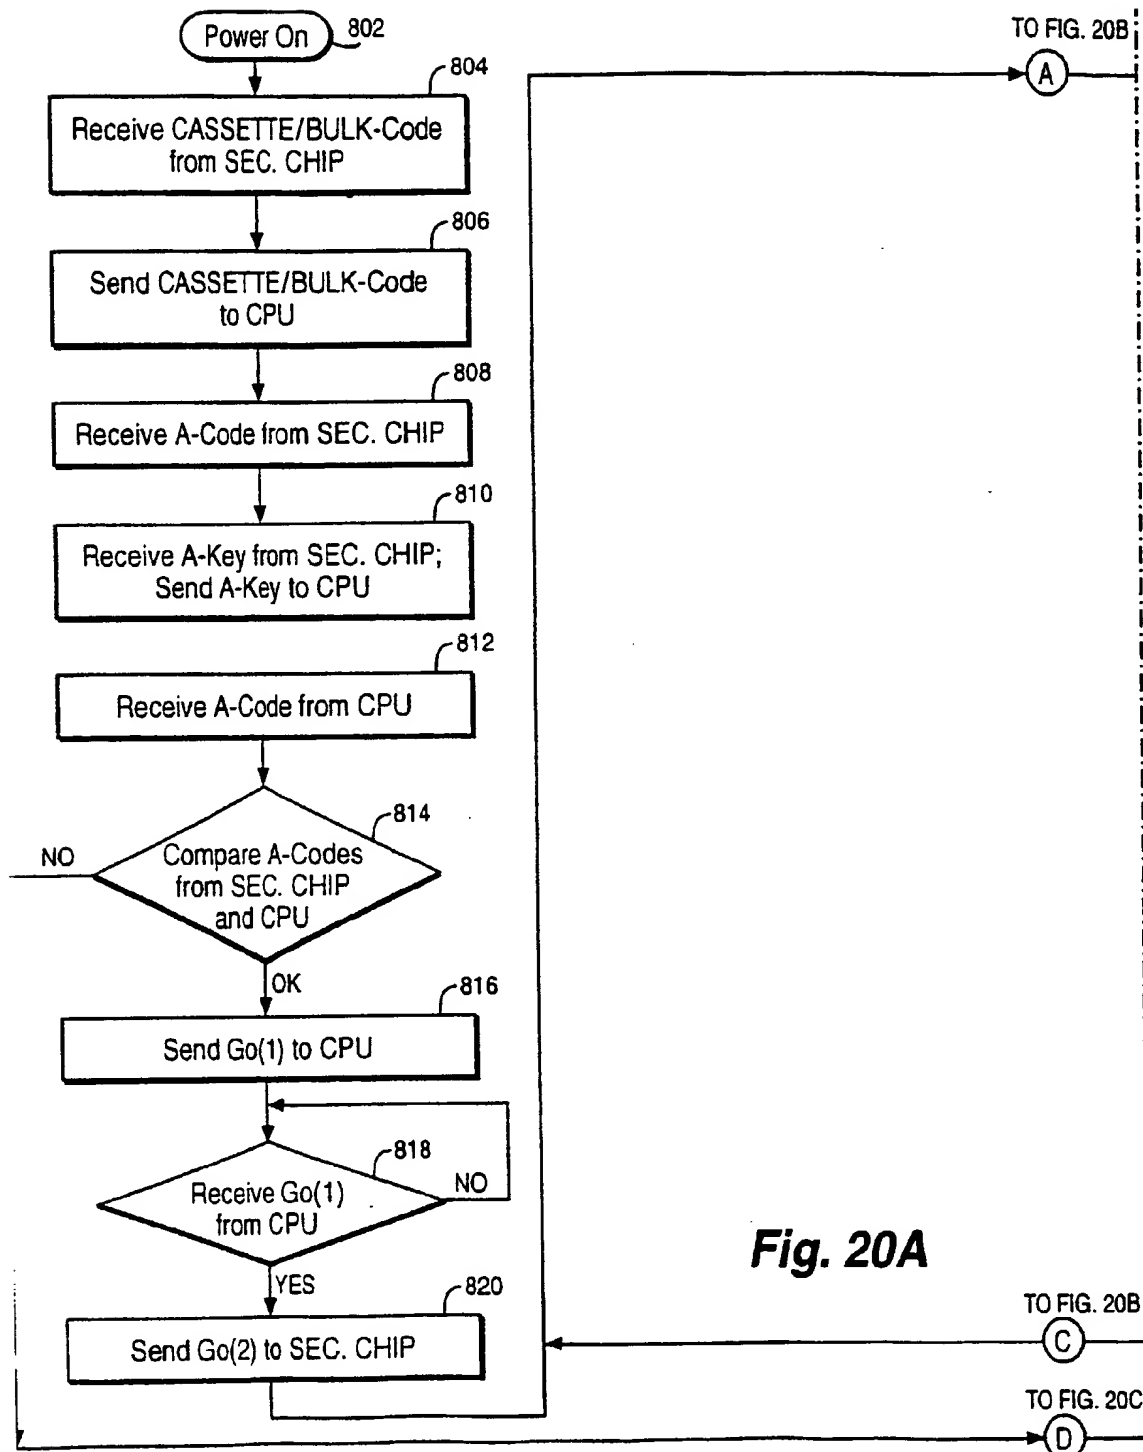 Power On
802
804
Receive CASSETTE/BULK-Code
from SEC. CHIP
806
Send CASSETTE/BULK-Code
to CPU
808
Receive A-Code from SEC. CHIP
810
Receive A-Key from SEC. CHIP;
Send A-Key to CPU
812
Receive A-Code from CPU
814
NO
Compare A-Codes
from SEC. CHIP
and CPU
OK
816
Send Go(1) to CPU
818
NO
Receive Go(1)
from CPU
YES
820
Send Go(2) to SEC. CHIP
TO FIG. 20B
A
Fig. 20A
TO FIG. 20B
C
TO FIG. 20C
D